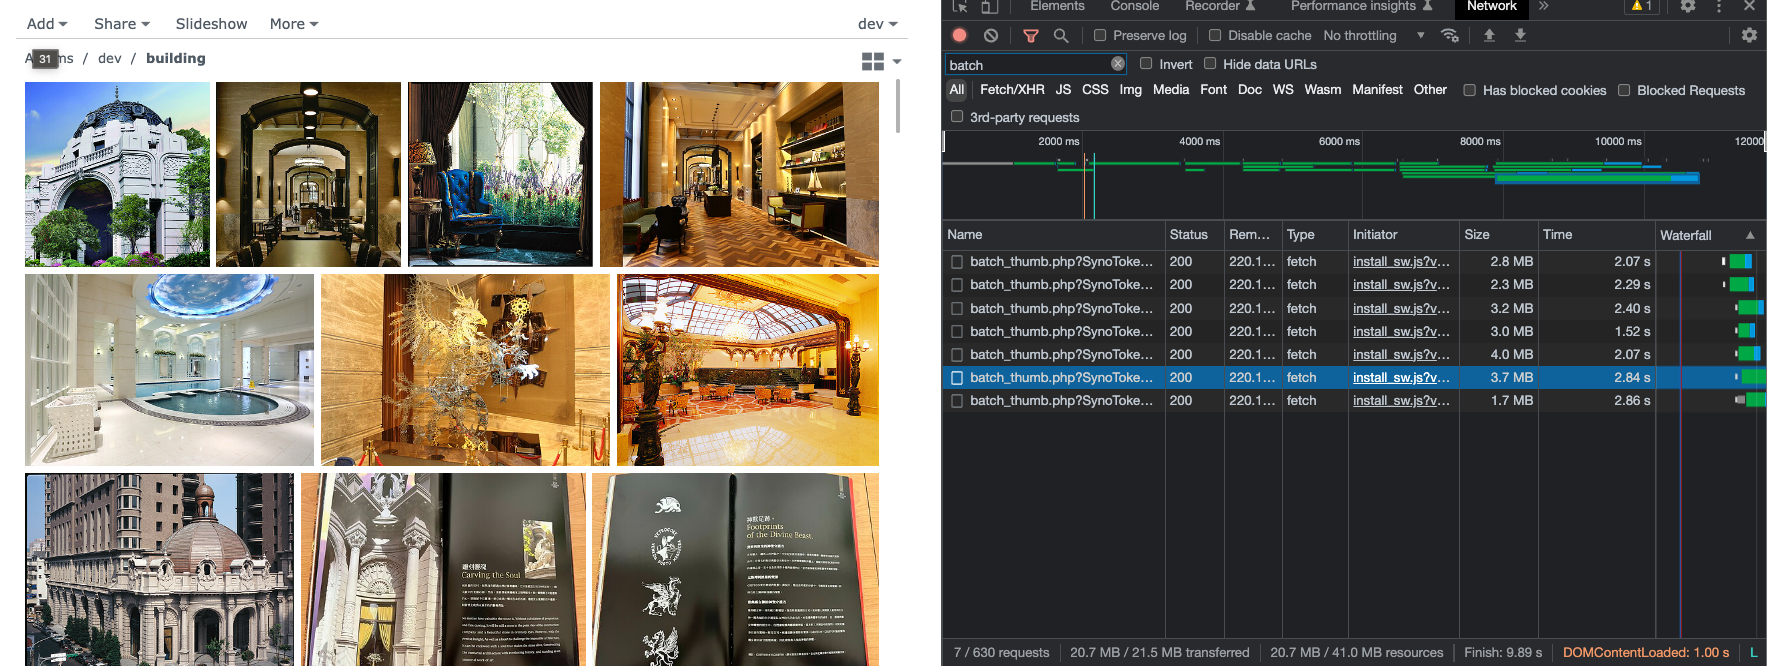 Add Share Slideshow More dev
31
ms / dev / building
Carving the Soul
Footprints
of the Divine Beast.
Elements Console Recorder Performance insights Network » 1
Preserve log Disable cache No throttling
batch Invert Hide data URLs
All Fetch/XHR JS CSS Img Media Font Doc WS Wasm Manifest Other Has blocked cookies Blocked Requests
3rd-party requests
2000 ms 4000 ms 6000 ms 8000 ms 10000 ms 12000
Name Status Rem... Type Initiator Size Time Waterfall
batch_thumb.php?SynoToke... 200 220.1... fetch install_sw.js?v... 2.8 MB 2.07 s
batch_thumb.php?SynoToke... 200 220.1... fetch install_sw.js?v... 2.3 MB 2.29 s
batch_thumb.php?SynoToke... 200 220.1... fetch install_sw.js?v... 3.2 MB 2.40 s
batch_thumb.php?SynoToke... 200 220.1... fetch install_sw.js?v... 3.0 MB 1.52 s
batch_thumb.php?SynoToke... 200 220.1... fetch install_sw.js?v... 4.0 MB 2.07 s
batch_thumb.php?SynoToke... 200 220.1... fetch install_sw.js?v... 3.7 MB 2.84 s
batch_thumb.php?SynoToke... 200 220.1... fetch install_sw.js?v... 1.7 MB 2.86 s
7 / 630 requests 20.7 MB / 21.5 MB transferred 20.7 MB / 41.0 MB resources Finish: 9.89 s DOMContentLoaded: 1.00 s L